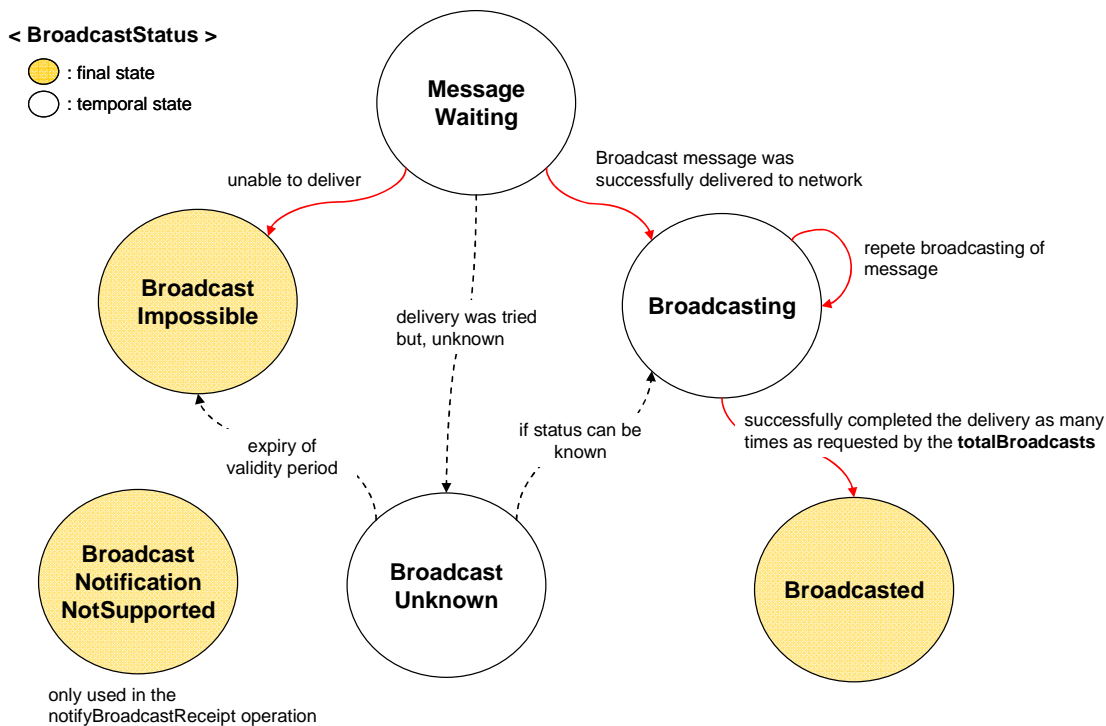 < BroadcastStatus >
: final state
: temporal state
Message
Waiting
unable to deliver
Broadcast message was
successfully delivered to network
Broadcast
Impossible
Broadcasting
repete broadcasting of
message
delivery was tried
but, unknown
successfully completed the delivery as many
times as requested by the totalBroadcasts
if status can be
known
expiry of
validity period
Broadcast
Notification
NotSupported
Broadcast
Unknown
Broadcasted
only used in the
notifyBroadcastReceipt operation